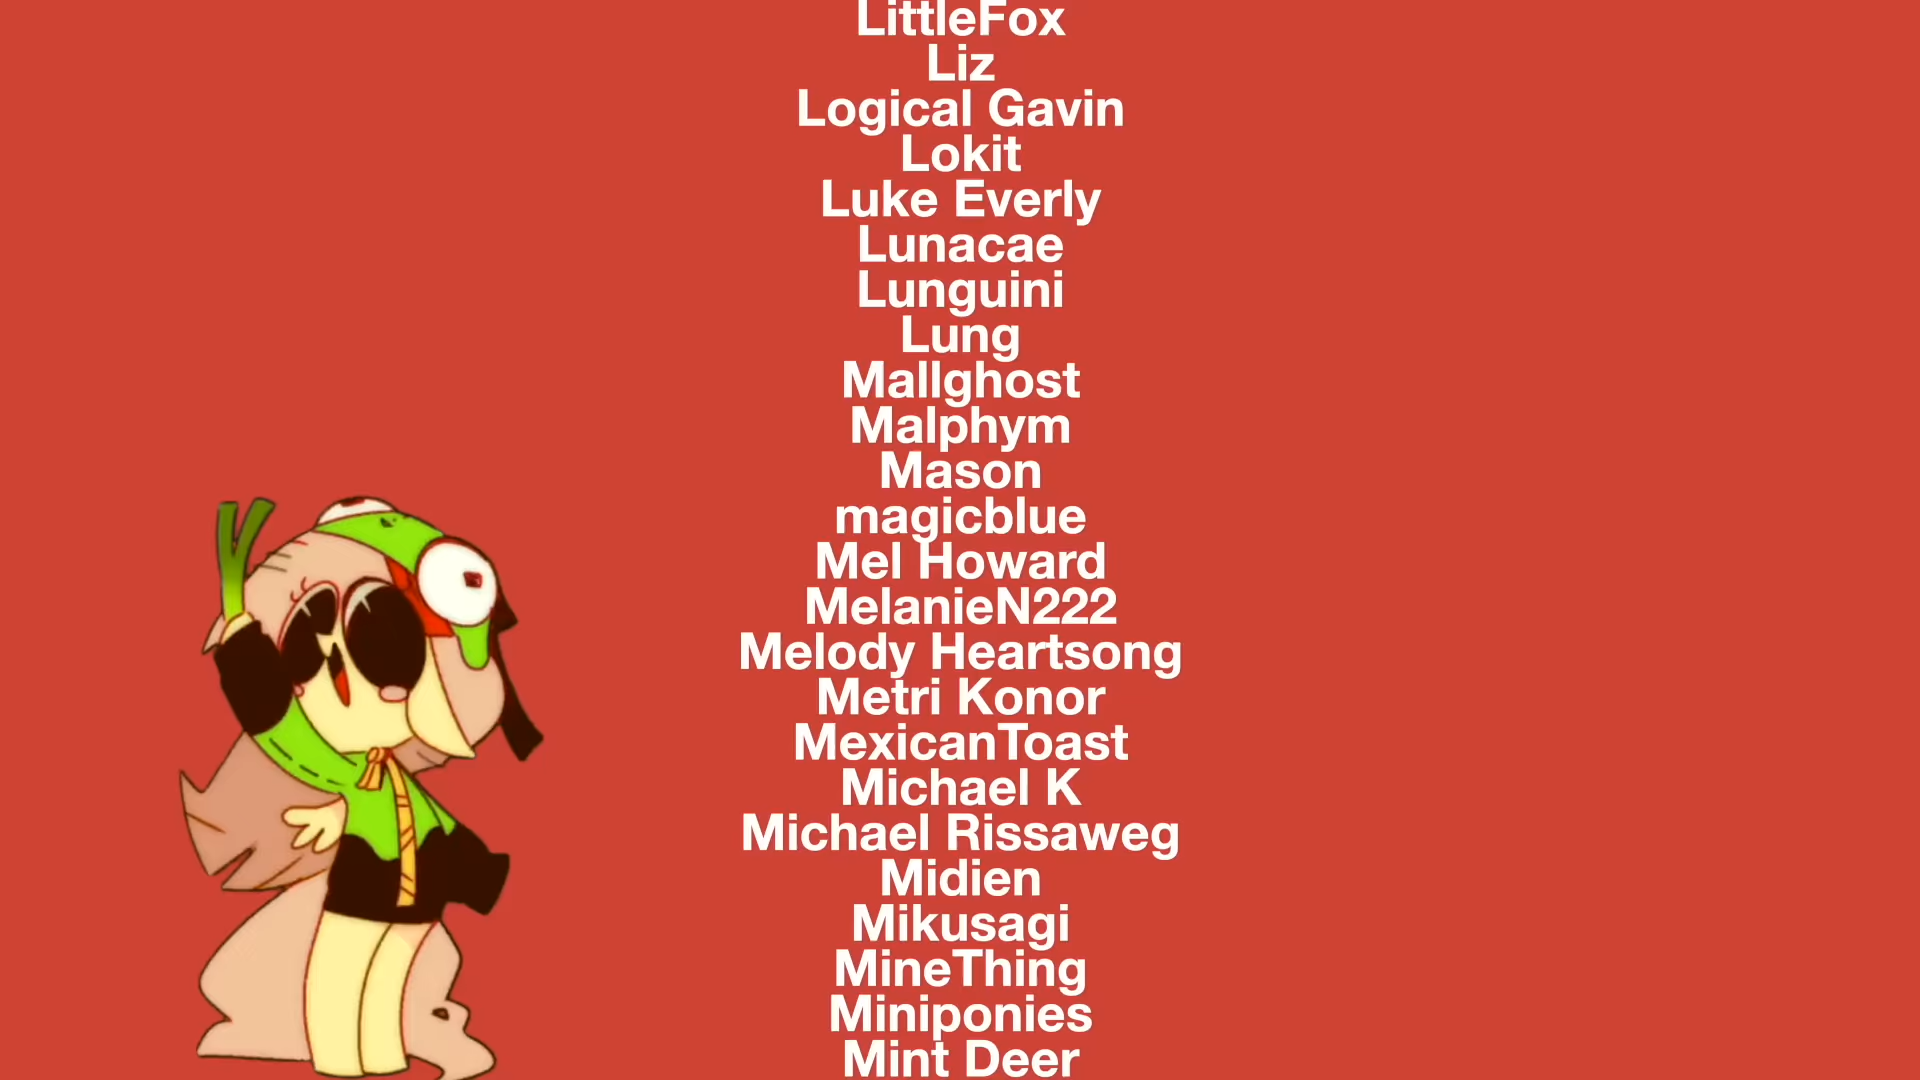 LittleFox
Liz
Logical Gavin
Lokit
Luke Everly
Lunacae
Lunguini
Lung
Mallghost
Malphym
Mason
magicblue
Mel Howard
MelanieN222
Melody Heartsong
Metri Konor
MexicanToast
Michael K
Michael Rissaweg
Midien
Mikusagi
MineThing
Miniponies
Mint Deer